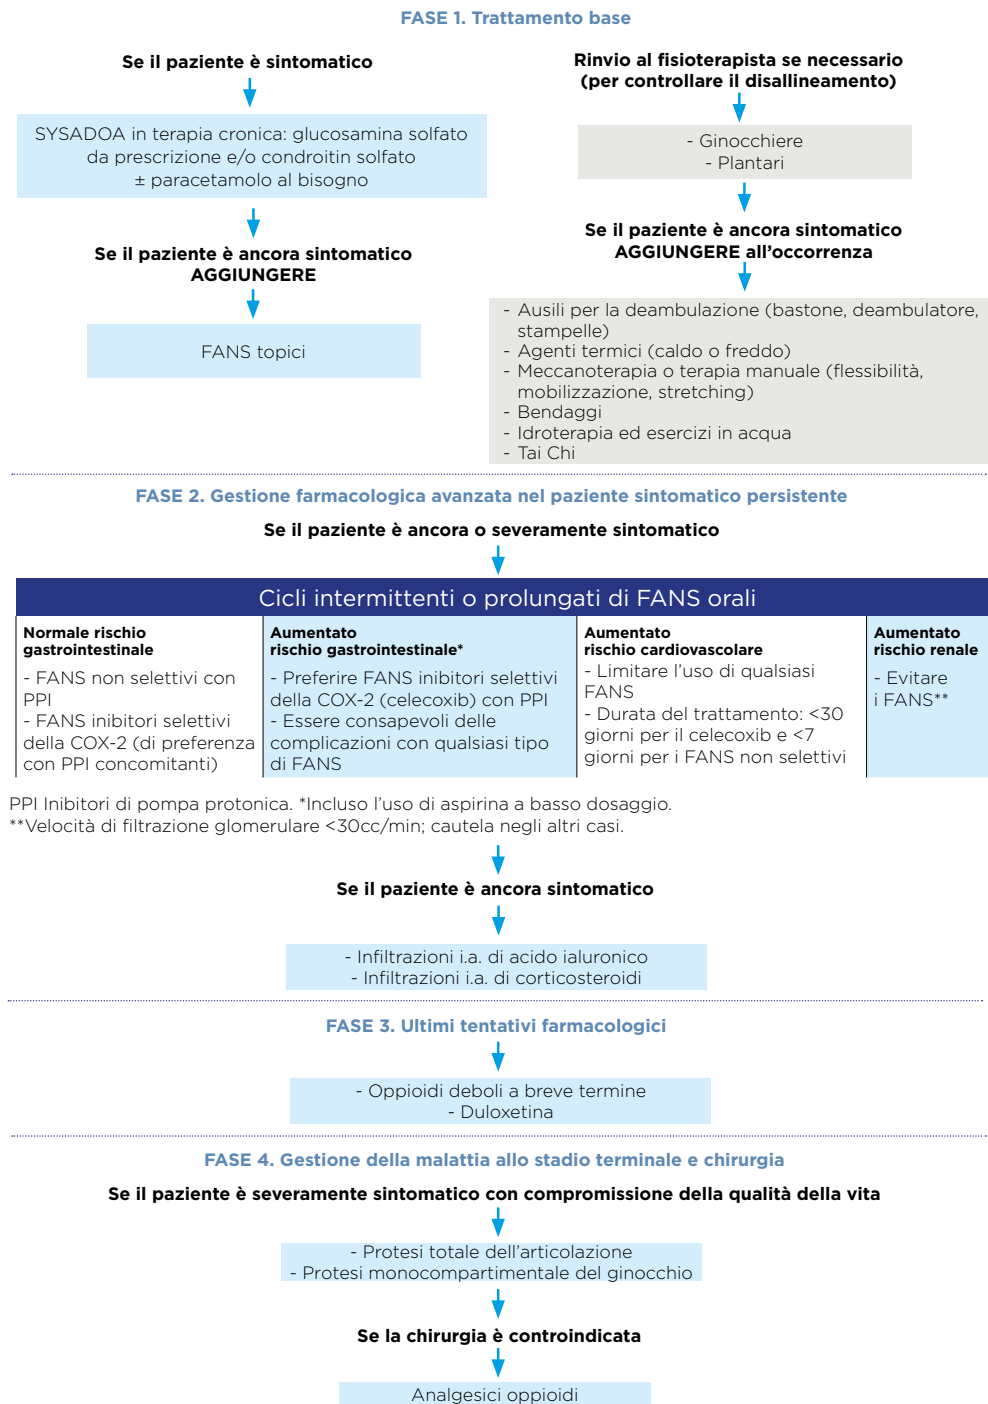 FASE 1. Trattamento base
Se il paziente è sintomatico
SYSADOA in terapia cronica: glucosamina solfato
da prescrizione e/o condroitin solfato
± paracetamolo al bisogno
Se il paziente è ancora sintomatico
AGGIUNGERE
FANS topici
Rinvio al fisioterapista se necessario
(per controllare il disallineamento)
- Ginocchiere
- Plantari
Se il paziente è ancora sintomatico
AGGIUNGERE all’occorrenza
- Ausili per la deambulazione (bastone, deambulatore,
stampelle)
- Agenti termici (caldo o freddo)
- Meccanoterapia o terapia manuale (flessibilità,
mobilizzazione, stretching)
- Bendaggi
- Idroterapia ed esercizi in acqua
- Tai Chi
FASE 2. Gestione farmacologica avanzata nel paziente sintomatico persistente
Se il paziente è ancora o severamente sintomatico
Cicli intermittenti o prolungati di FANS orali
Normale rischio
gastrointestinale
- FANS non selettivi con
PPI
- FANS inibitori selettivi
della COX-2 (di preferenza
con PPI concomitanti)
Aumentato
rischio gastrointestinale*
- Preferire FANS inibitori selettivi
della COX-2 (celecoxib) con PPI
- Essere consapevoli delle
complicazioni con qualsiasi tipo
di FANS
Aumentato
rischio cardiovascolare
- Limitare l’uso di qualsiasi
FANS
- Durata del trattamento: <30
giorni per il celecoxib e <7
giorni per i FANS non selettivi
Aumentato
rischio renale
- Evitare
i FANS**
PPI Inibitori di pompa protonica. *Incluso l’uso di aspirina a basso dosaggio.
**Velocità di filtrazione glomerulare <30cc/min; cautela negli altri casi.
Se il paziente è ancora sintomatico
- Infiltrazioni i.a. di acido ialuronico
- Infiltrazioni i.a. di corticosteroidi
FASE 3. Ultimi tentativi farmacologici
- Oppioidi deboli a breve termine
- Duloxetina
FASE 4. Gestione della malattia allo stadio terminale e chirurgia
Se il paziente è severamente sintomatico con compromissione della qualità della vita
- Protesi totale dell’articolazione
- Protesi monocompartimentale del ginocchio
Se la chirurgia è controindicata
Analgesici oppioidi